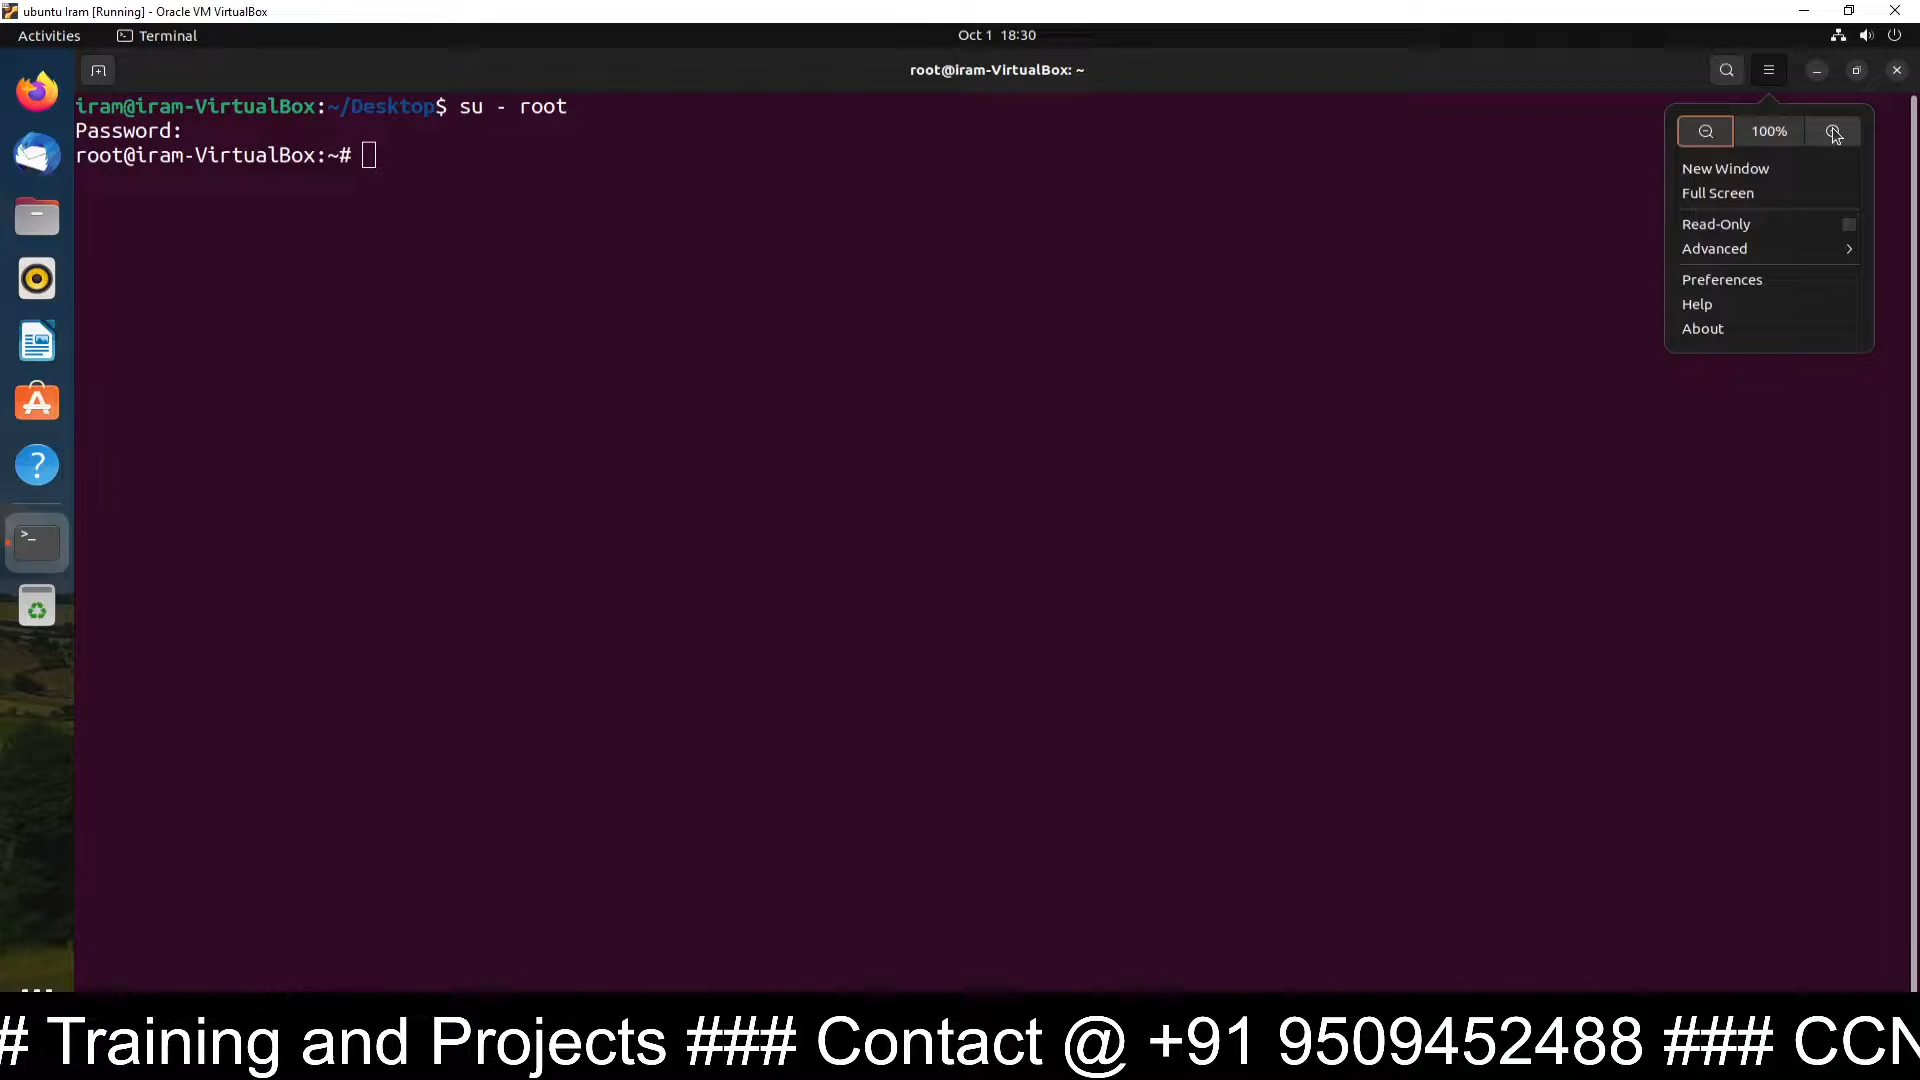 ubuntu Iram [Running] - Oracle VM VirtualBox
Activities
Terminal
Oct 1 18:30
root@iram-VirtualBox: ~
iram@iram-VirtualBox:~/Desktop$ su - root
Password:
root@iram-VirtualBox:~#
100%
New Window
Full Screen
Read-Only
Advanced
Preferences
Help
About
# Training and Projects ### Contact @ +91 9509452488 ### CCN